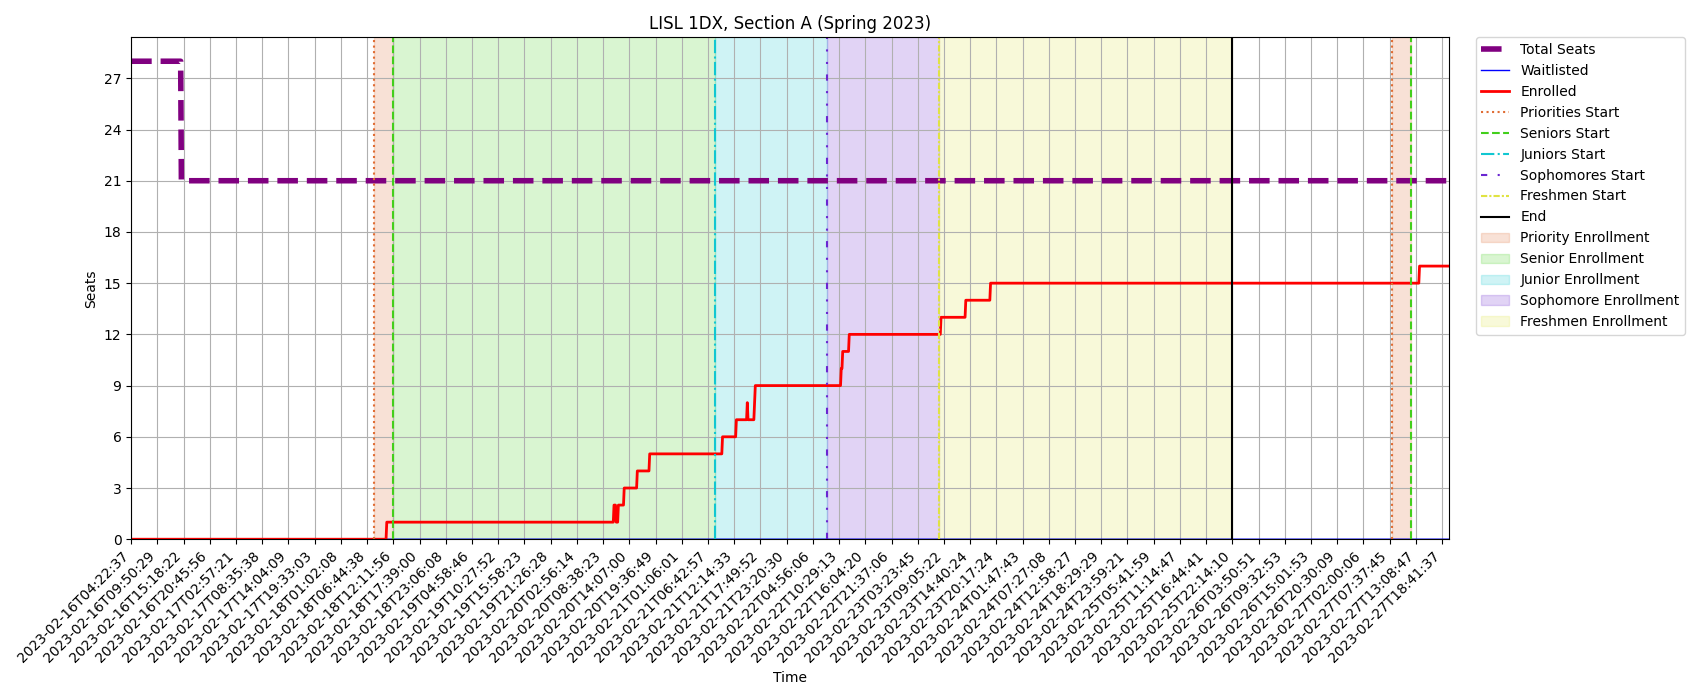 LISL 1DX, Section A (Spring 2023)
Total Seats
Waitlisted
Enrolled
Priorities Start
Seniors Start
Juniors Start
Sophomores Start
Freshmen Start
End
Priority Enrollment
Senior Enrollment
Junior Enrollment
Sophomore Enrollment
Freshmen Enrollment
Seats
27
24
21
18
15
12
9
6
3
0
2023-02-16T04:22:37
2023-02-16T09:50:29
2023-02-16T15:18:22
2023-02-16T20:45:56
2023-02-17T02:57:21
2023-02-17T08:35:38
2023-02-17T14:04:09
2023-02-17T19:33:03
2023-02-18T01:02:08
2023-02-18T06:44:38
2023-02-18T12:11:56
2023-02-18T17:39:00
2023-02-18T23:06:08
2023-02-19T04:58:46
2023-02-19T10:27:52
2023-02-19T15:58:23
2023-02-19T21:26:28
2023-02-20T02:56:14
2023-02-20T08:38:23
2023-02-20T14:07:00
2023-02-20T19:36:49
2023-02-21T01:06:01
2023-02-21T06:42:57
2023-02-21T12:14:33
2023-02-21T17:49:52
2023-02-21T23:20:30
2023-02-22T04:56:06
2023-02-22T10:29:13
2023-02-22T16:04:20
2023-02-22T21:37:06
2023-02-23T03:23:45
2023-02-23T09:05:22
2023-02-23T14:40:24
2023-02-23T20:17:24
2023-02-24T01:47:43
2023-02-24T07:27:08
2023-02-24T12:58:27
2023-02-24T18:29:29
2023-02-24T23:59:21
2023-02-25T05:41:59
2023-02-25T11:14:47
2023-02-25T16:44:41
2023-02-25T22:14:10
2023-02-26T03:50:51
2023-02-26T09:32:53
2023-02-26T15:01:53
2023-02-26T20:30:09
2023-02-27T02:00:06
2023-02-27T07:37:45
2023-02-27T13:08:47
2023-02-27T18:41:37
Time